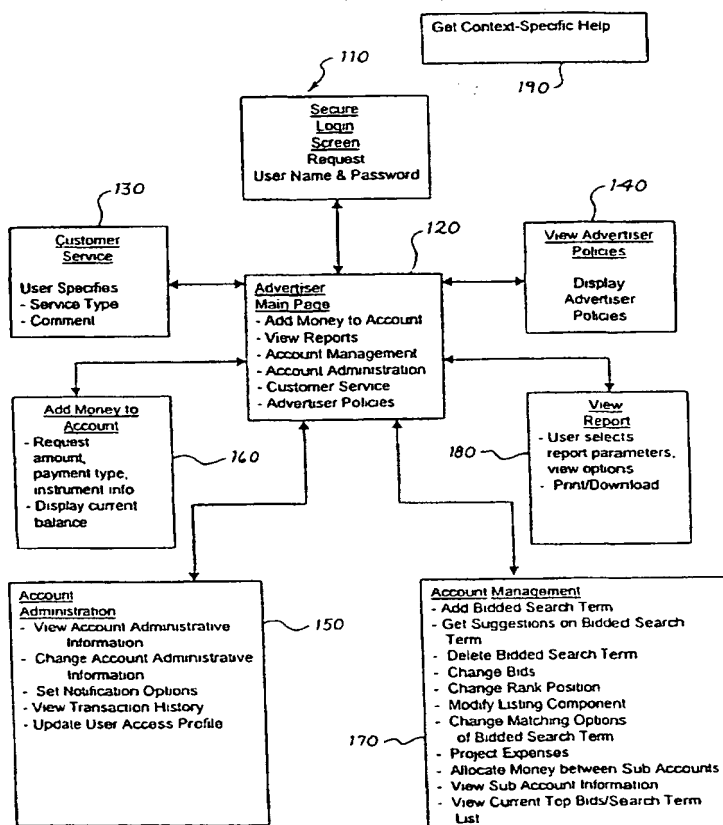 Get Context-Specific Help
190
110
Secure
Login
Screen
Request
User Name & Password
130
Customer
Service
User Specifies
- Service Type
- Comment
120
Advertiser
Main Page
- Add Money to Account
- View Reports
- Account Management
- Account Administration
- Customer Service
- Advertiser Policies
140
View Advertiser
Policies
Display
Advertiser
Policies
Add Money to
Account
- Request
amount,
payment type,
instrument info
- Display current
balance
160
View
Report
- User selects
report parameters,
view options
- Print/Download
180
Account
Administration
- View Account Administrative
Information
- Change Account Administrative
Information
- Set Notification Options
- View Transaction History
- Update User Access Profile
150
Account Management
- Add Bidded Search Term
- Get Suggestions on Bidded Search
Term
- Delete Bidded Search Term
- Change Bids
- Change Rank Position
- Modify Listing Component
- Change Matching Options
of Bidded Search Term
- Project Expenses
- Allocate Money between Sub Accounts
- View Sub Account Information
- View Current Top Bids/Search Term
List
170